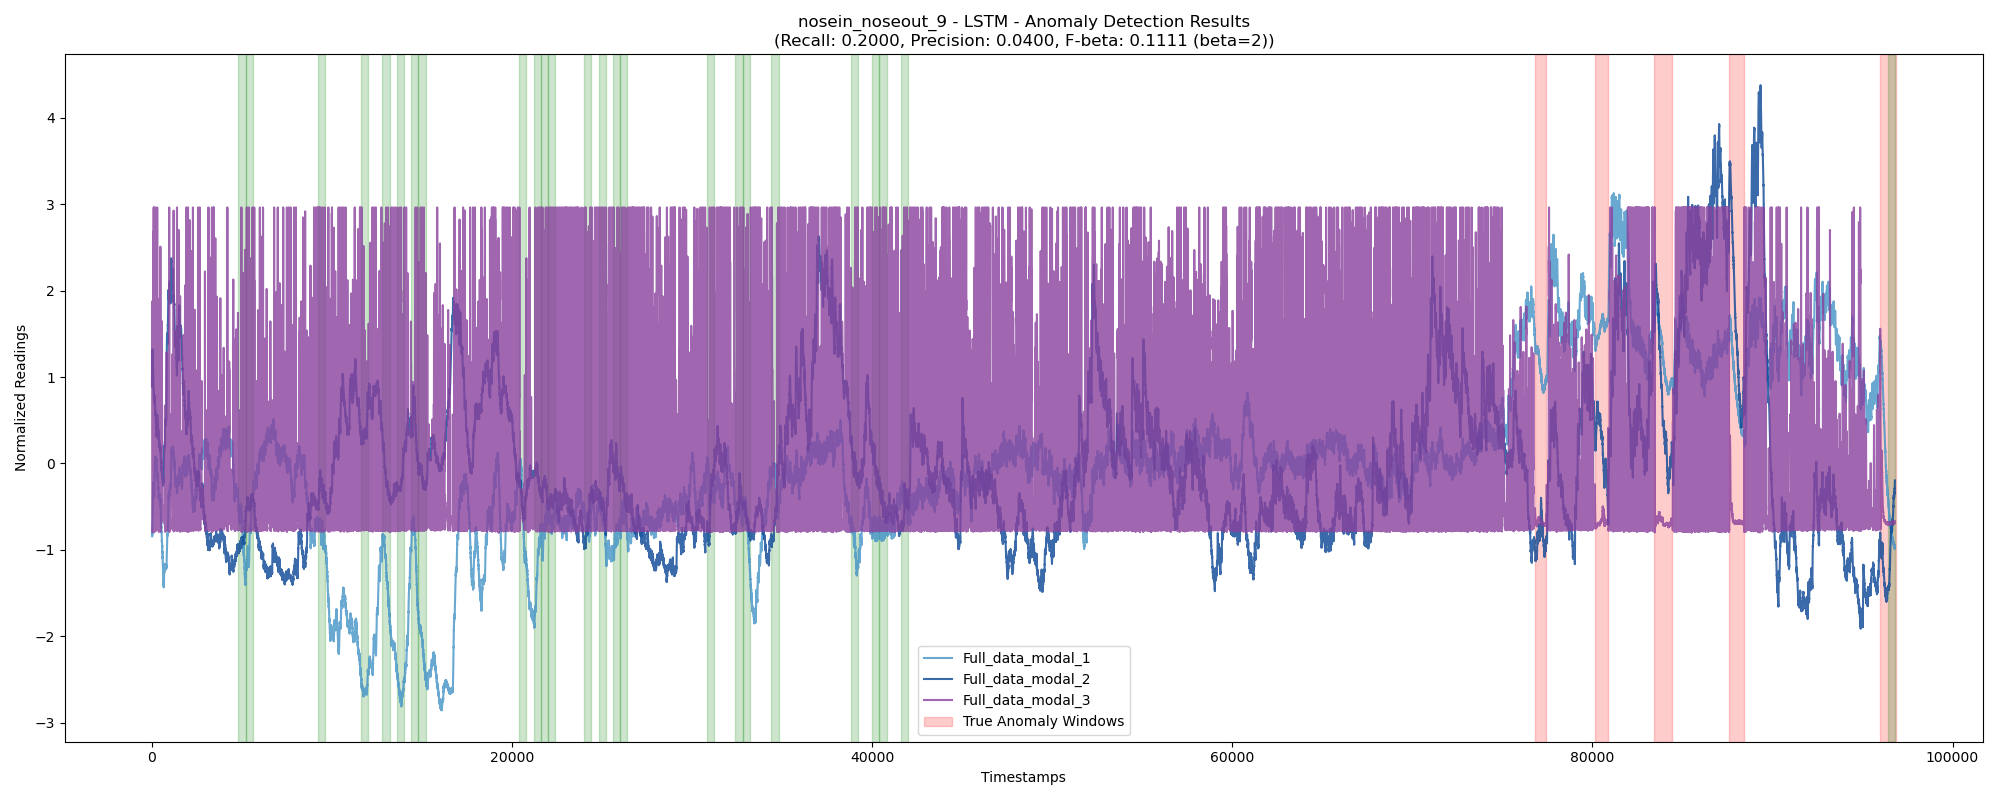 nosein_noseout_9 - LSTM - Anomaly Detection Results
(Recall: 0.2000, Precision: 0.0400, F-beta: 0.1111 (beta=2))
Normalized Readings
4
3
2
1
0
−1
−2
−3
Full_data_modal_1
Full_data_modal_2
Full_data_modal_3
True Anomaly Windows
0
20000
40000
60000
80000
100000
Timestamps